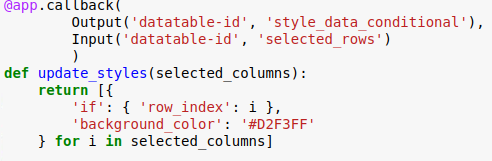 @app.callback(
Output('datatable-id', 'style_data_conditional'),
Input('datatable-id', 'selected_rows')
)
def update_styles(selected_columns):
return [{
'if': { 'row_index': i },
'background_color': '#D2F3FF'
} for i in selected_columns]